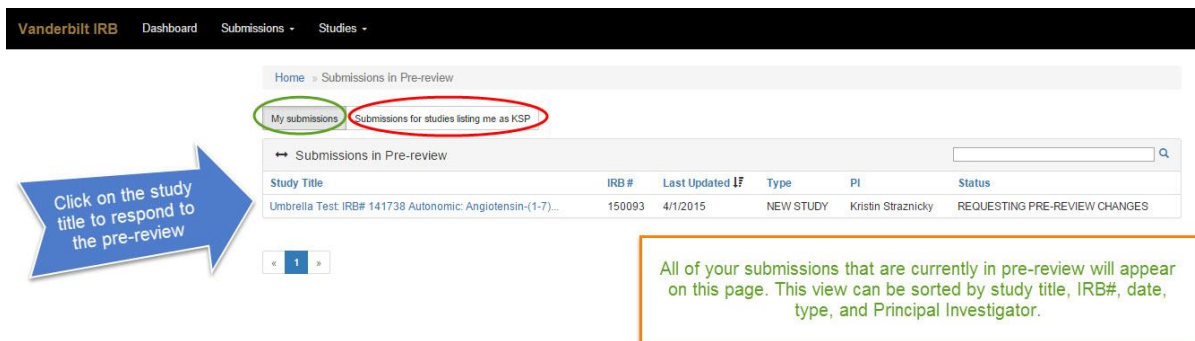 Vanderbilt IRB Dashboard Submissions Studies
Home » Submissions in Pre-review
My submissions Submissions for studies listing me as KSP
Submissions in Pre-review
Study Title IRB # Last Updated Type PI Status
Umbrella Test: IRB# 141738 Autonomic: Angiotensin-(1-7)... 150093 4/1/2015 NEW STUDY Kristin Straznicky REQUESTING PRE-REVIEW CHANGES
Click on the study
title to respond to
the pre-review
« 1 »
All of your submissions that are currently in pre-review will appear
on this page. This view can be sorted by study title, IRB#, date,
type, and Principal Investigator.